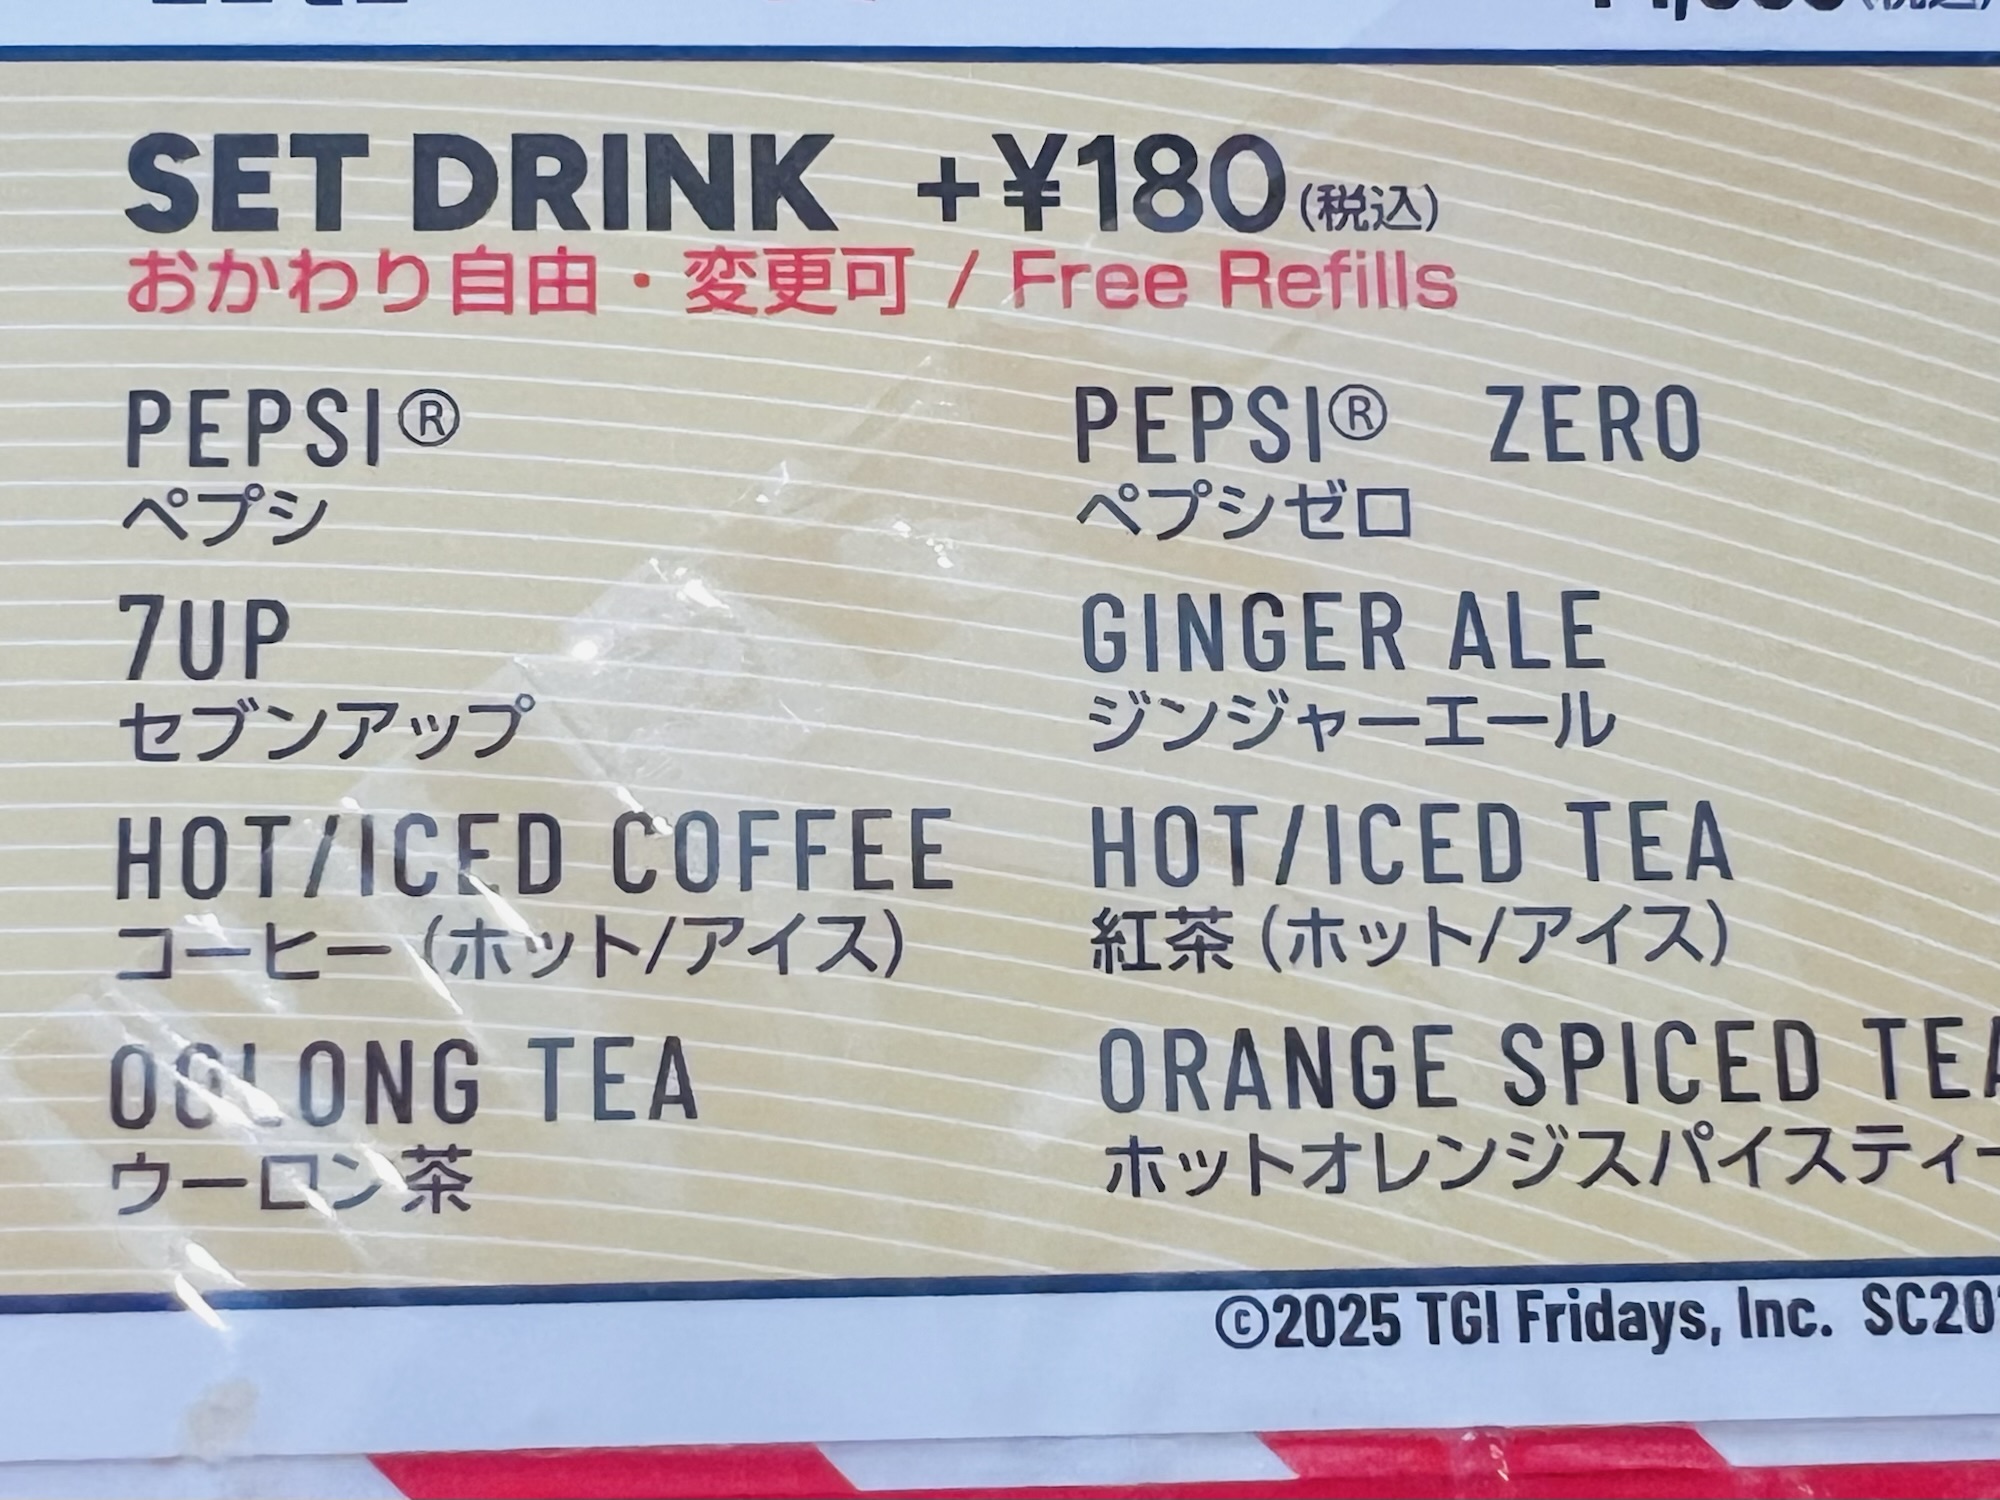 SET DRINK +¥180(税込)
おかわり自由・変更可 / Free Refills
PEPSI® PEPSI® ZERO
ペプシ ペプシゼロ
7UP GINGER ALE
セブンアップ ジンジャーエール
HOT/ICED COFFEE HOT/ICED TEA
コーヒー(ホット/アイス) 紅茶(ホット/アイス)
OOLONG TEA ORANGE SPICED TEA
ウーロン茶 ホットオレンジスパイスティー
©2025 TGI Fridays, Inc. SC20